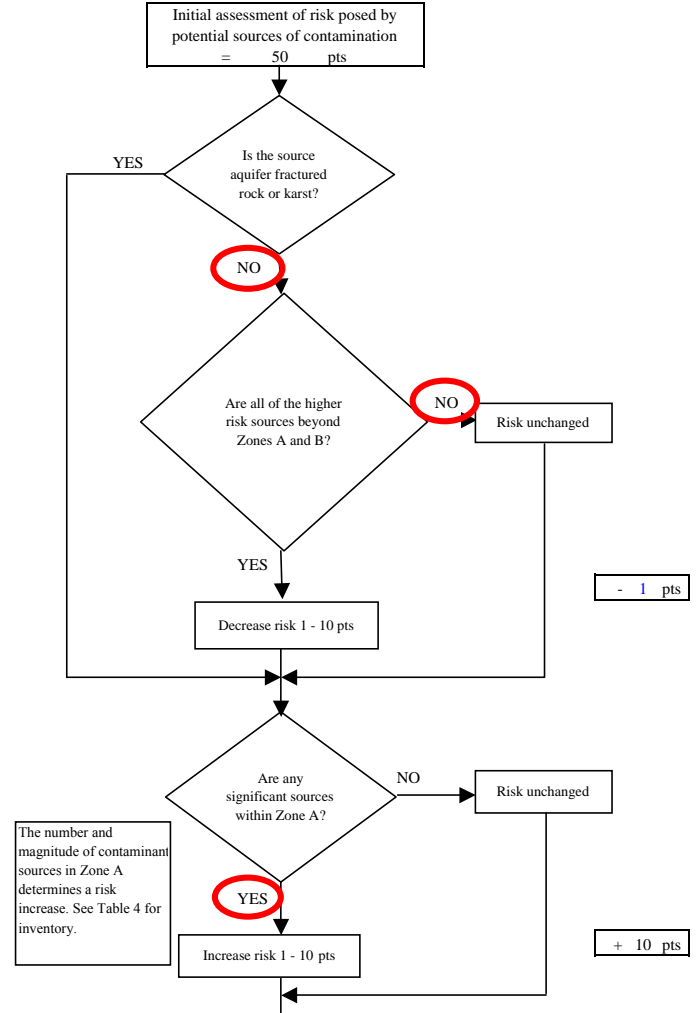 Initial assessment of risk posed by
potential sources of contamination
= 50 pts
YES
Is the source
aquifer fractured
rock or karst?
NO
Are all of the higher
risk sources beyond
Zones A and B?
NO
Risk unchanged
YES
- 1 pts
Decrease risk 1 - 10 pts
Are any
significant sources
within Zone A?
NO
Risk unchanged
The number and
magnitude of contaminant
sources in Zone A
determines a risk
increase. See Table 4 for
inventory.
YES
Increase risk 1 - 10 pts
+ 10 pts